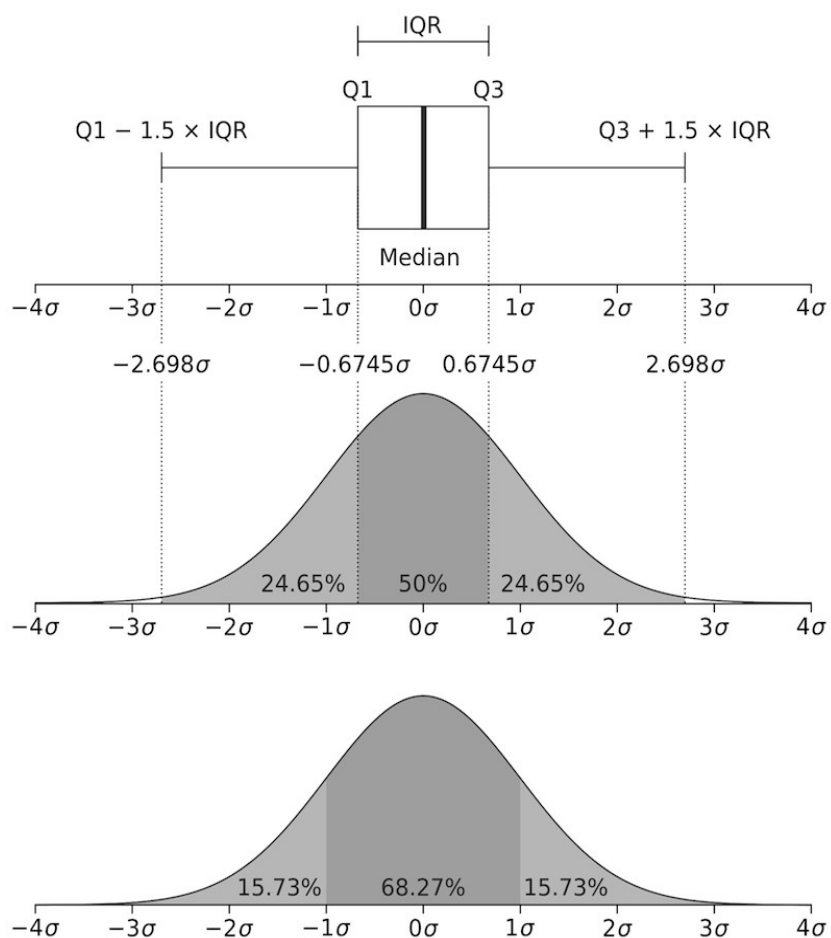 IQR
Q1 Q3
Q1 − 1.5 × IQR Q3 + 1.5 × IQR
Median
−4σ −3σ −2σ −1σ 0σ 1σ 2σ 3σ 4σ
−2.698σ −0.6745σ 0.6745σ 2.698σ
24.65% 50% 24.65%
−4σ −3σ −2σ −1σ 0σ 1σ 2σ 3σ 4σ
15.73% 68.27% 15.73%
−4σ −3σ −2σ −1σ 0σ 1σ 2σ 3σ 4σ